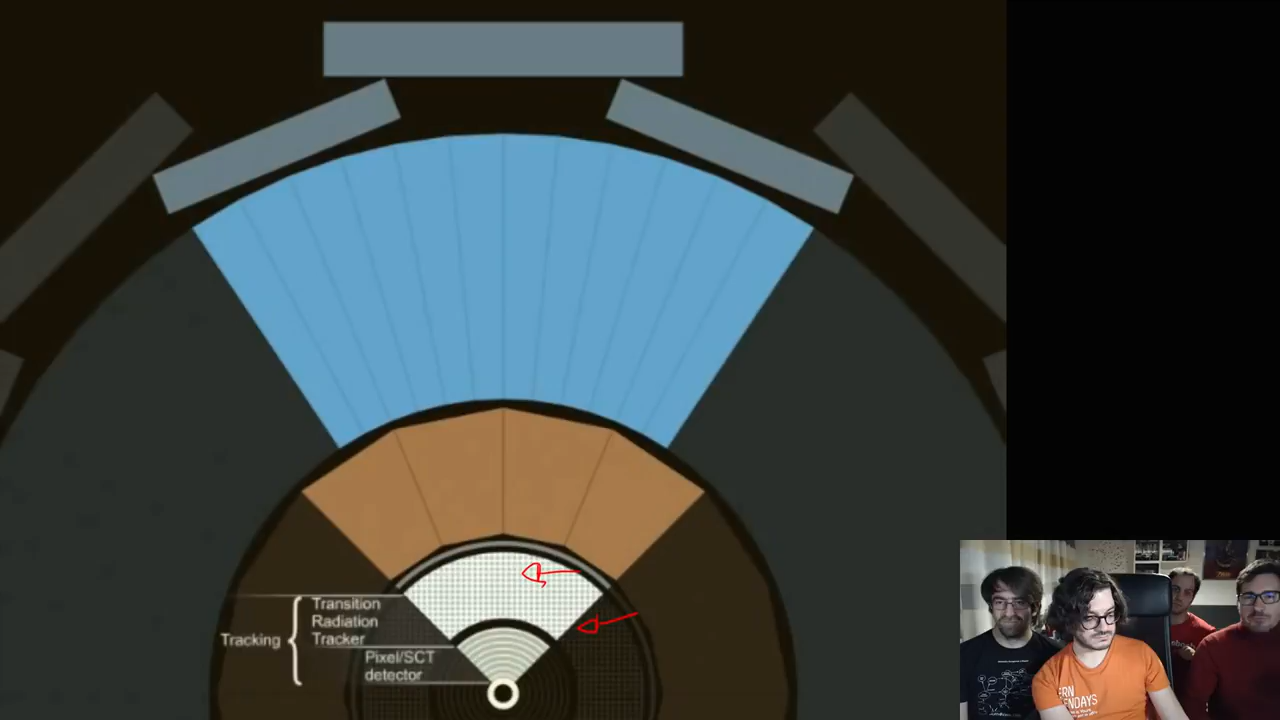 Transition
Radiation
Tracker
Tracking
Pixel/SCT
detector